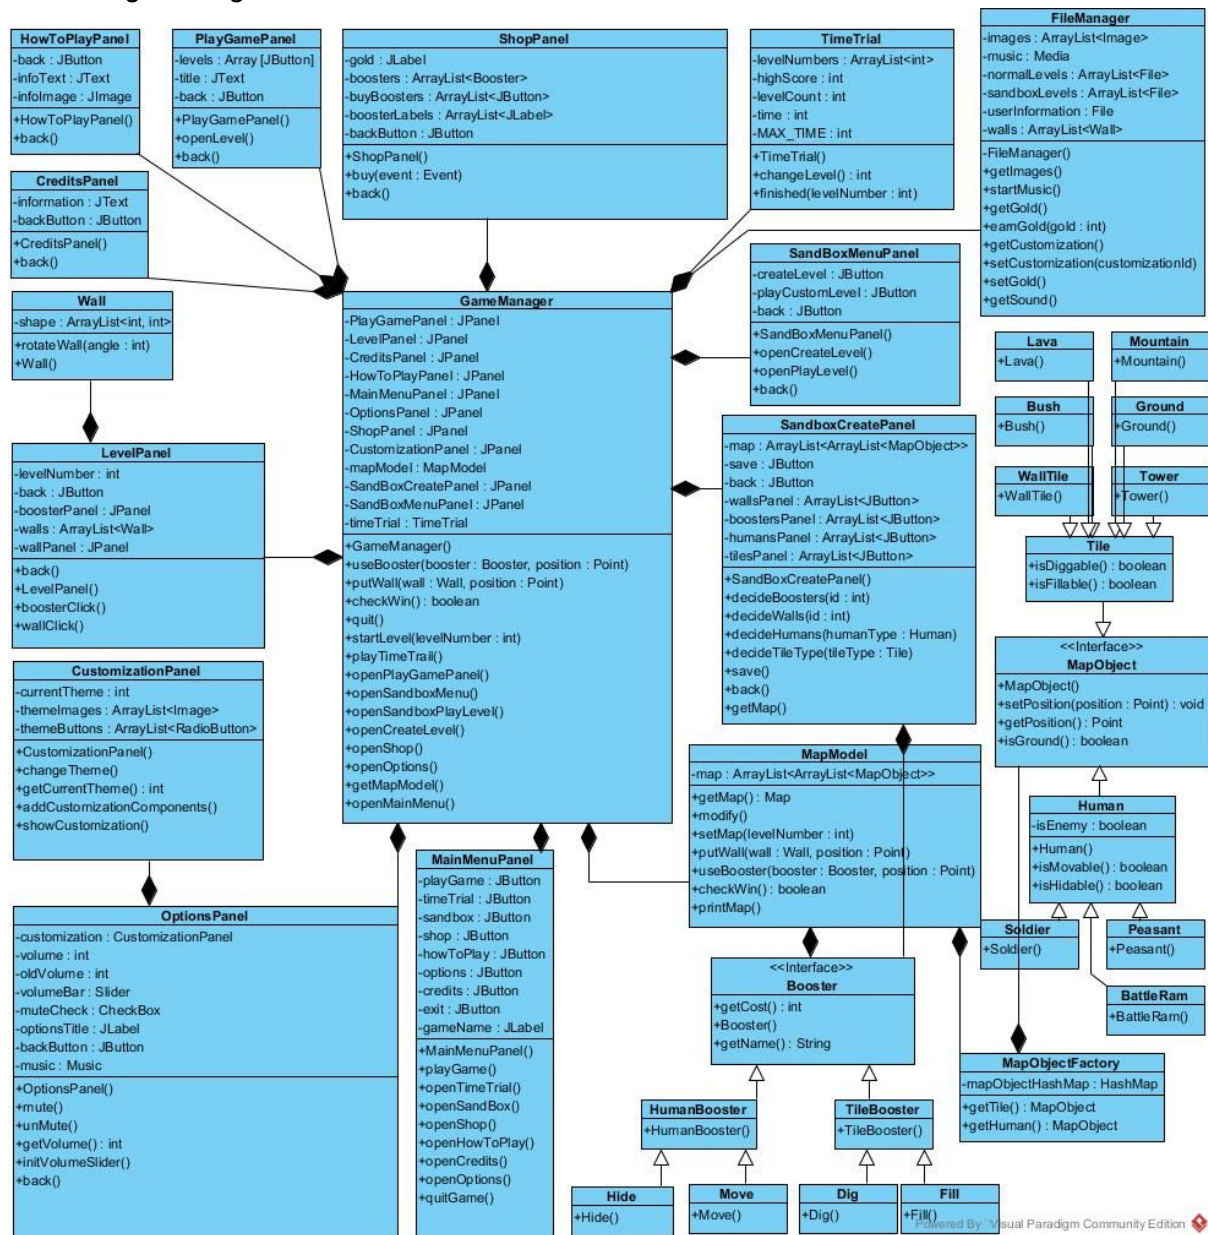 HowToPlayPanel
-back : JButton
-infoText : JText
-infoImage : JImage
+HowToPlayPanel()
+back()
PlayGamePanel
-levels : Array [JButton]
-title : JText
-back : JButton
+PlayGamePanel()
+openLevel()
+back()
ShopPanel
-gold : JLabel
-boosters : ArrayList<Booster>
-buyBoosters : ArrayList<JButton>
-boosterLabels : ArrayList<JLabel>
-backButton : JButton
+ShopPanel()
+buy(event : Event)
+back()
TimeTrial
-levelNumbers : ArrayList<int>
-highScore : int
-levelCount : int
-time : int
-MAX_TIME : int
+TimeTrial()
+changeLevel() : int
+finished(levelNumber : int)
FileManager
-images : ArrayList<Image>
-music : Media
-normalLevels : ArrayList<File>
-sandboxLevels : ArrayList<File>
-userInformation : File
-walls : ArrayList<Wall>
-FileManager()
+getImages()
+startMusic()
+getGold()
+earnGold(gold : int)
+getCustomization()
+setCustomization(customizationId)
+setGold()
+getSound()
CreditsPanel
-information : JText
-backButton : JButton
+CreditsPanel()
+back()
Wall
-shape : ArrayList<int, int>
+rotateWall(angle : int)
+Wall()
GameManager
-PlayGamePanel : JPanel
-LevelPanel : JPanel
-CreditsPanel : JPanel
-HowToPlayPanel : JPanel
-MainMenuPanel : JPanel
-OptionsPanel : JPanel
-ShopPanel : JPanel
-CustomizationPanel : JPanel
-mapModel : MapModel
-SandBoxCreatePanel : JPanel
-SandBoxMenuPanel : JPanel
-timeTrial : TimeTrial
+GameManager()
+useBooster(booster : Booster, position : Point)
+putWall(wall : Wall, position : Point)
+checkWin() : boolean
+quit()
+startLevel(levelNumber : int)
+playTimeTrail()
+openPlayGamePanel()
+openSandboxMenu()
+openSandboxPlayLevel()
+openCreateLevel()
+openShop()
+openOptions()
+getMapModel()
+openMainMenu()
SandBoxMenuPanel
-createLevel : JButton
-playCustomLevel : JButton
-back : JButton
+SandBoxMenuPanel()
+openCreateLevel()
+openPlayLevel()
+back()
Lava
+Lava()
Mountain
+Mountain()
Bush
+Bush()
Ground
+Ground()
WallTile
+WallTile()
Tower
+Tower()
Tile
+isDiggable() : boolean
+isFillable() : boolean
LevelPanel
-levelNumber : int
-back : JButton
-boosterPanel : JPanel
-walls : ArrayList<Wall>
-wallPanel : JPanel
+back()
+LevelPanel()
+boosterClick()
+wallClick()
SandboxCreatePanel
-map : ArrayList<ArrayList<MapObject>>
-save : JButton
-back : JButton
-wallsPanel : ArrayList<JButton>
-boostersPanel : ArrayList<JButton>
-humansPanel : ArrayList<JButton>
-tilesPanel : ArrayList<JButton>
+SandBoxCreatePanel()
+decideBoosters(id : int)
+decideWalls(id : int)
+decideHumans(humanType : Human)
+decideTileType(tileType : Tile)
+save()
+back()
+getMap()
<<Interface>>
MapObject
+MapObject()
+setPosition(position : Point) : void
+getPosition() : Point
+isGround() : boolean
CustomizationPanel
-currentTheme : int
-themeImages : ArrayList<Image>
-themeButtons : ArrayList<RadioButton>
+CustomizationPanel()
+changeTheme()
+getCurrentTheme() : int
+addCustomizationComponents()
+showCustomization()
MapModel
-map : ArrayList<ArrayList<MapObject>>
+getMap() : Map
+modify()
+setMap(levelNumber : int)
+putWall(wall : Wall, position : Point)
+useBooster(booster : Booster, position : Point)
+checkWin() : boolean
+printMap()
Human
-isEnemy : boolean
+Human()
+isMovable() : boolean
+isHidable() : boolean
Soldier
+Soldier()
Peasant
+Peasant()
BattleRam
+BattleRam()
OptionsPanel
-customization : CustomizationPanel
-volume : int
-oldVolume : int
-volumeBar : Slider
-muteCheck : CheckBox
-optionsTitle : JLabel
-backButton : JButton
-music : Music
+OptionsPanel()
+mute()
+unMute()
+getVolume() : int
+initVolumeSlider()
+back()
MainMenuPanel
-playGame : JButton
-timeTrial : JButton
-sandbox : JButton
-shop : JButton
-howToPlay : JButton
-options : JButton
-credits : JButton
-exit : JButton
-gameName : JLabel
+MainMenuPanel()
+playGame()
+openTimeTrial()
+openSandBox()
+openShop()
+openHowToPlay()
+openCredits()
+openOptions()
+quitGame()
<<Interface>>
Booster
+getCost() : int
+Booster()
+getName() : String
MapObjectFactory
-mapObjectHashMap : HashMap
+getTile() : MapObject
+getHuman() : MapObject
HumanBooster
+HumanBooster()
TileBooster
+TileBooster()
Hide
+Hide()
Move
+Move()
Dig
+Dig()
Fill
+Fill()
Powered By Visual Paradigm Community Edition